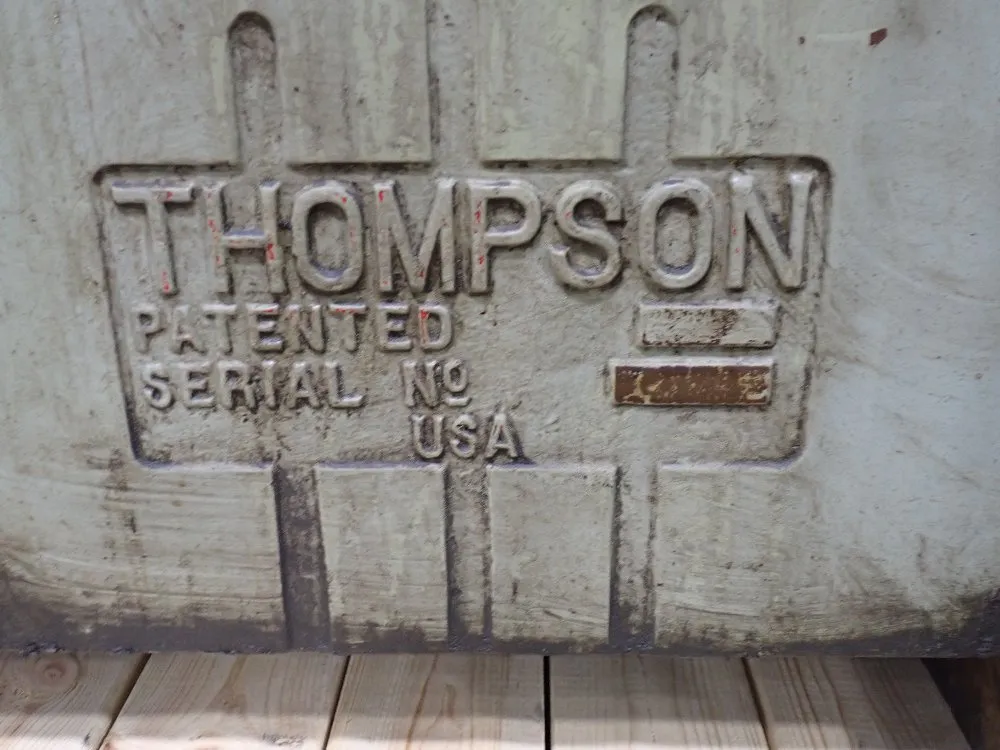 THOMPSON
PATENTED
SERIAL Nº
USA